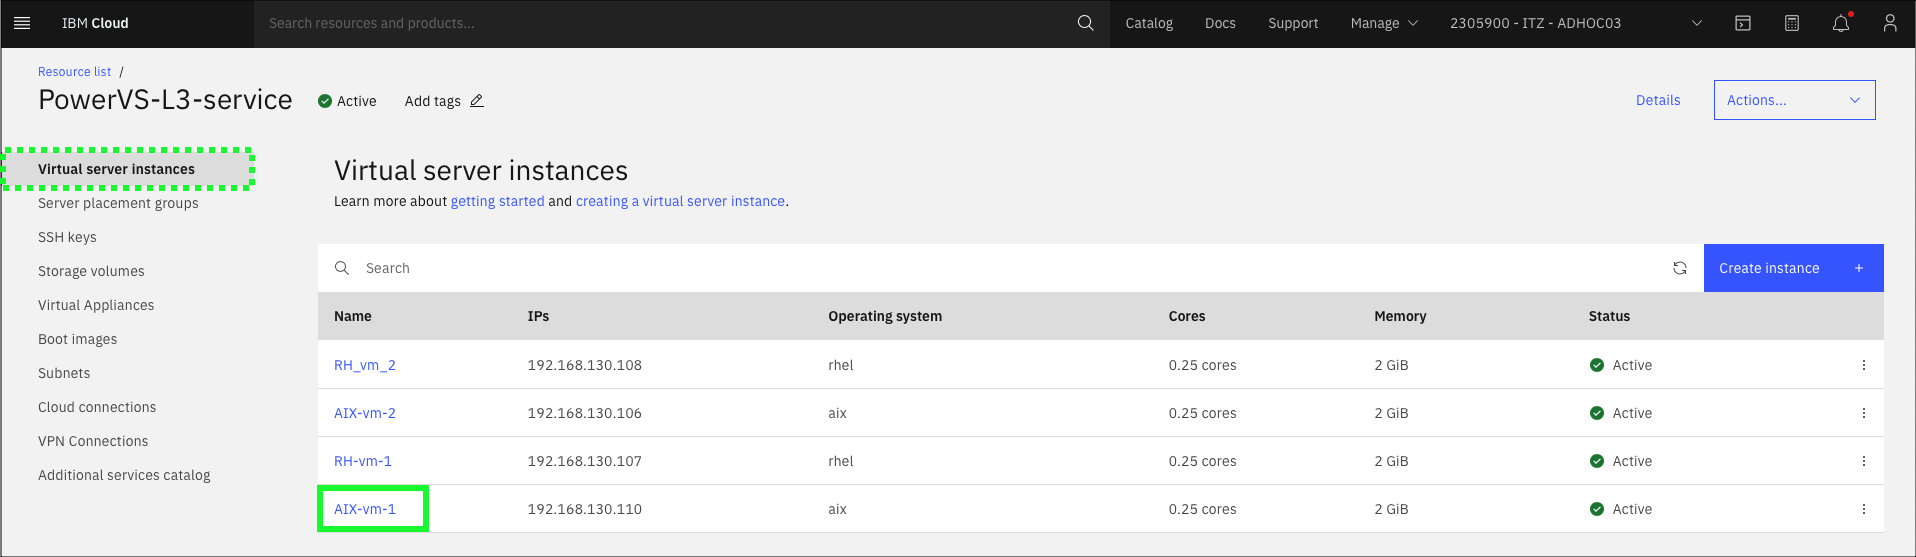 IBM Cloud Search resources and products... Catalog Docs Support Manage 2305900 - ITZ - ADHOC03
Resource list /
PowerVS-L3-service Active Add tags Details Actions...
Virtual server instances
Server placement groups
SSH keys
Storage volumes
Virtual Appliances
Boot images
Subnets
Cloud connections
VPN Connections
Additional services catalog
Virtual server instances
Learn more about getting started and creating a virtual server instance.
Search Create instance +
Name IPs Operating system Cores Memory Status
RH_vm_2 192.168.130.108 rhel 0.25 cores 2 GiB Active
AIX-vm-2 192.168.130.106 aix 0.25 cores 2 GiB Active
RH-vm-1 192.168.130.107 rhel 0.25 cores 2 GiB Active
AIX-vm-1 192.168.130.110 aix 0.25 cores 2 GiB Active